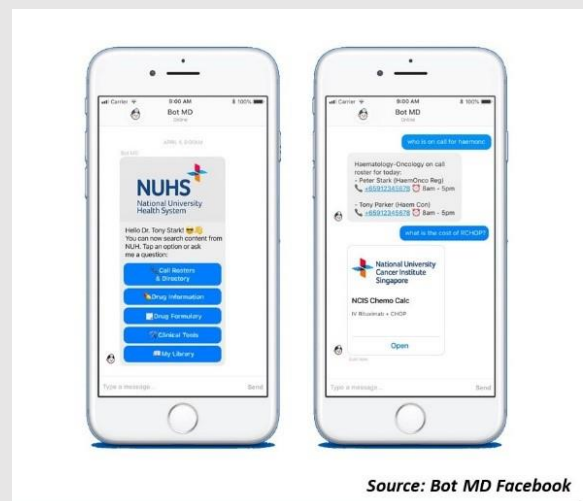 Carrier
9:00 AM
100%
Bot MD
Online
Bot MD
NUHS
National University
Health System
Hello Dr. Tony Stark!
You can now search content from
NUH. Tap an option or ask
me a question:
Call Rosters
& Directory
Drug Information
Drug Formulary
Clinical Tools
My Library
Type a message...
Send
Carrier
9:00 AM
100%
Bot MD
Online
who is on call for haemonc
Haematology-Oncology on call
roster for today:
- Peter Stark (HaemOnco Reg)
+65912345678 8am - 5pm
- Tony Parker (Haem Con)
+65912345678 8am - 5pm
what is the cost of RCHOP?
National University
Cancer Institute
Singapore
NCIS Chemo Calc
IV Rituximab + CHOP
Open
Type a message...
Send
Source: Bot MD Facebook